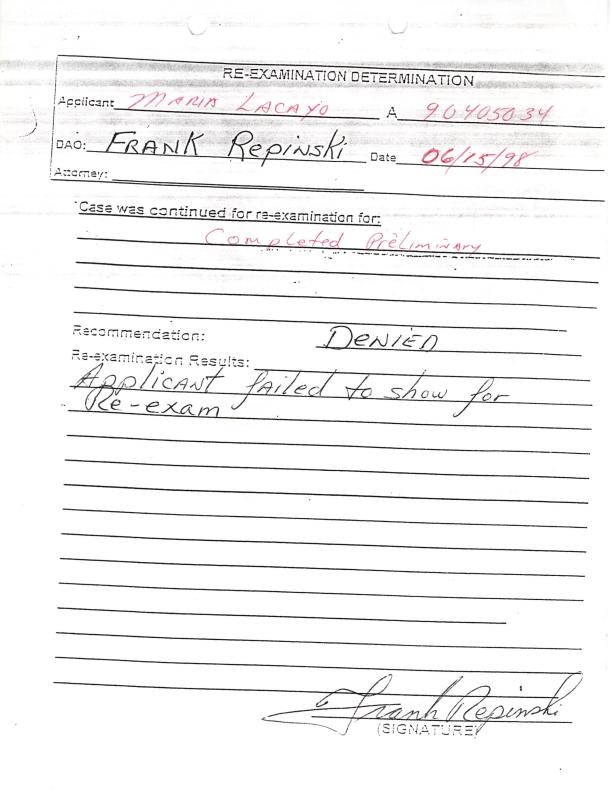 RE-EXAMINATION DETERMINATION
Applicant MARIA LACAYO A 90405034
DAO: FRANK Repinski Date 06/15/98
Attorney:
Case was continued for re-examination for:
Completed Preliminary
Recommendation: DENIED
Re-examination Results:
Applicant failed to show for
Re-exam
Frank Repinski
(SIGNATURE)